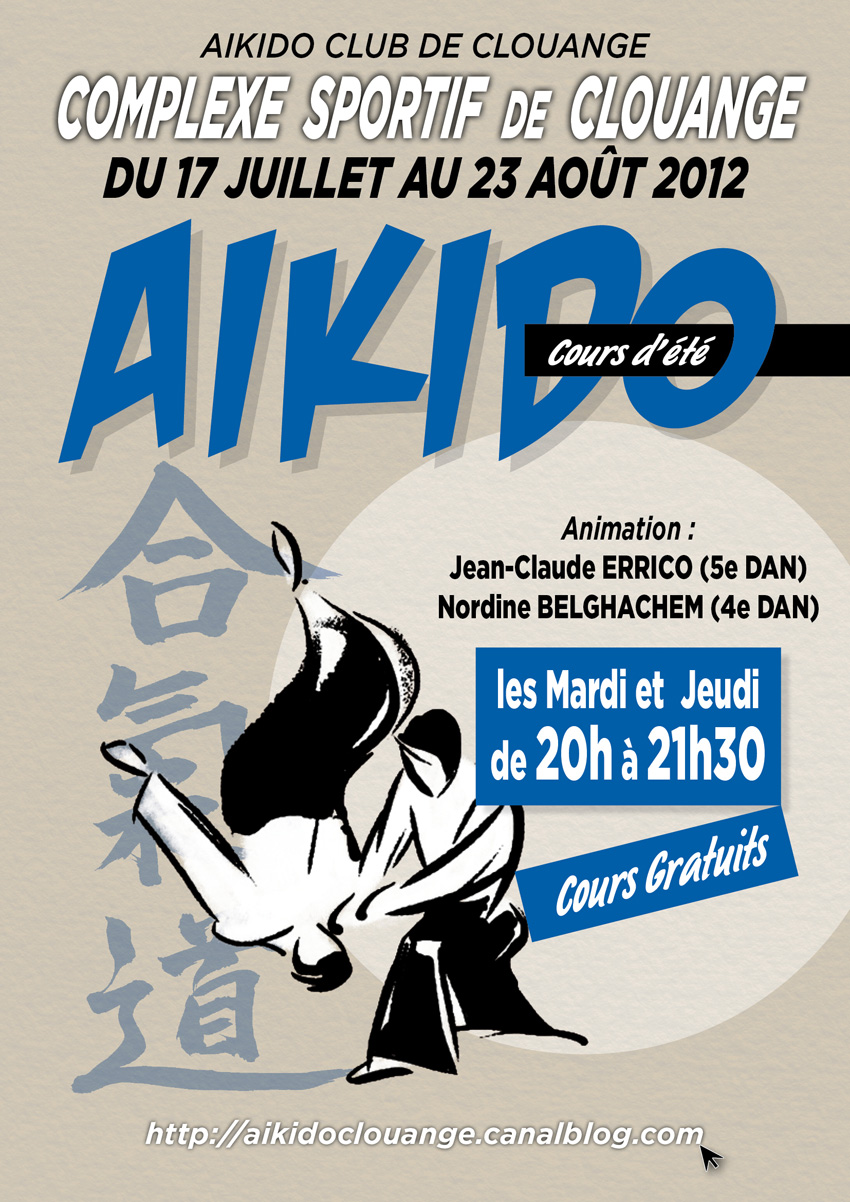 AIKIDO CLUB DE CLOUANGE
COMPLEXE SPORTIF DE CLOUANGE
DU 17 JUILLET AU 23 AOÛT 2012
AIKIDO
Cours d'été
合
氣
道
Animation :
Jean-Claude ERRICO (5e DAN)
Nordine BELGHACHEM (4e DAN)
les Mardi et Jeudi
de 20h à 21h30
Cours Gratuits
http://aikidoclouange.canalblog.com